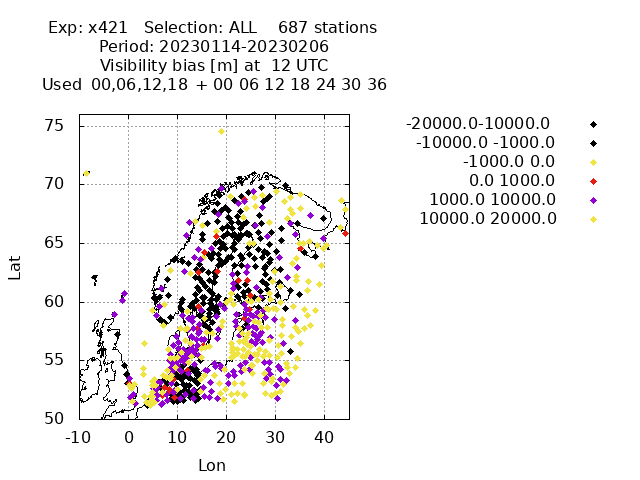 Exp: x421 Selection: ALL 687 stations
Period: 20230114-20230206
Visibility bias [m] at 12 UTC
Used 00,06,12,18 + 00 06 12 18 24 30 36
75
70
65
60
55
50
Lat
-10 0 10 20 30 40
Lon
-20000.0-10000.0
-10000.0 -1000.0
-1000.0 0.0
0.0 1000.0
1000.0 10000.0
10000.0 20000.0